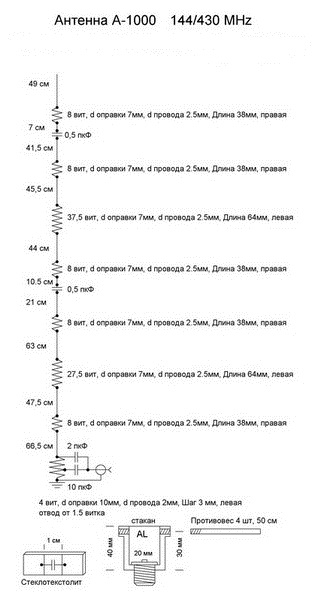 Антенна А-1000 144/430 MHz
49 см
8 вит, d оправки 7мм, d провода 2.5мм, Длина 38мм, правая
7 см
0,5 пкФ
41,5 см
8 вит, d оправки 7мм, d провода 2.5мм, Длина 38мм, правая
45,5 см
37,5 вит, d оправки 7мм, d провода 2.5мм, Длина 64мм, левая
44 см
8 вит, d оправки 7мм, d провода 2.5мм, Длина 38мм, правая
10.5 см
0,5 пкФ
21 см
8 вит, d оправки 7мм, d провода 2.5мм, Длина 38мм, правая
63 см
27,5 вит, d оправки 7мм, d провода 2.5мм, Длина 64мм, левая
47,5 см
8 вит, d оправки 7мм, d провода 2.5мм, Длина 38мм, правая
66,5 см
2 пкФ
10 пкФ
4 вит, d оправки 10мм, d провода 2мм, Шаг 3 мм, левая
отвод от 1.5 витка
стакан
Противовес 4 шт, 50 см
AL
1 см
40 мм
30 мм
20 мм
Стеклотекстолит